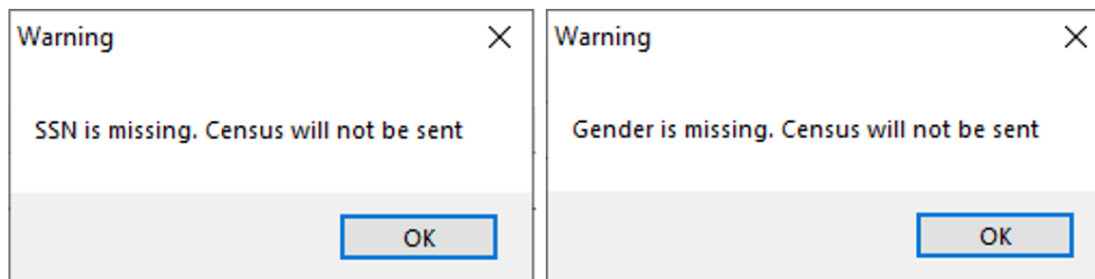 Warning
SSN is missing. Census will not be sent
OK
Warning
Gender is missing. Census will not be sent
OK